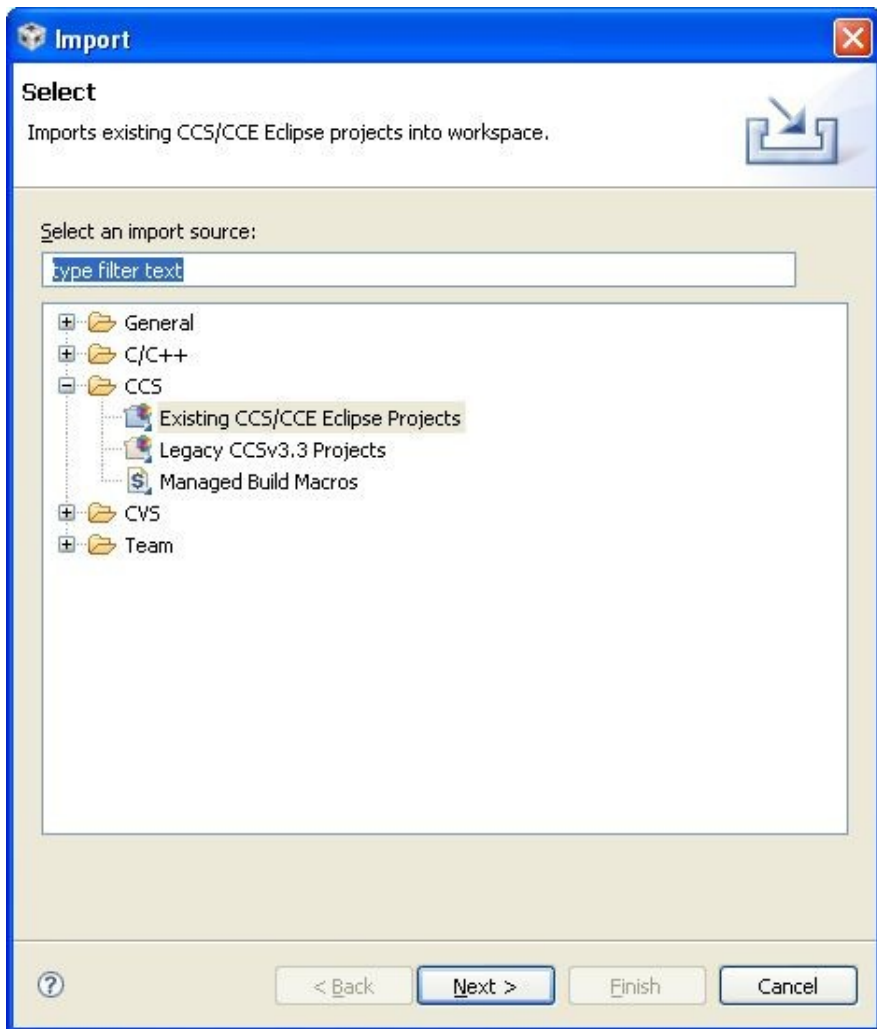 Import
Select
Imports existing CCS/CCE Eclipse projects into workspace.
Select an import source:
type filter text
General
C/C++
CCS
Existing CCS/CCE Eclipse Projects
Legacy CCSv3.3 Projects
Managed Build Macros
CVS
Team
? < Back Next > Finish Cancel